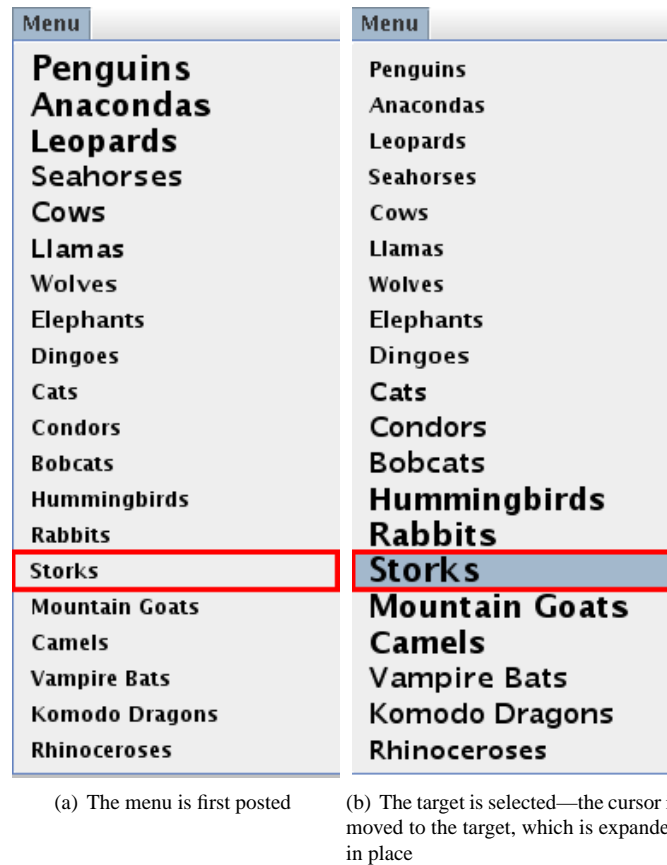 Menu
Penguins
Anacondas
Leopards
Seahorses
Cows
Llamas
Wolves
Elephants
Dingoes
Cats
Condors
Bobcats
Hummingbirds
Rabbits
Storks
Mountain Goats
Camels
Vampire Bats
Komodo Dragons
Rhinoceroses
(a) The menu is first posted
Menu
Penguins
Anacondas
Leopards
Seahorses
Cows
Llamas
Wolves
Elephants
Dingoes
Cats
Condors
Bobcats
Hummingbirds
Rabbits
Storks
Mountain Goats
Camels
Vampire Bats
Komodo Dragons
Rhinoceroses
(b) The target is selected—the cursor
moved to the target, which is expande
in place